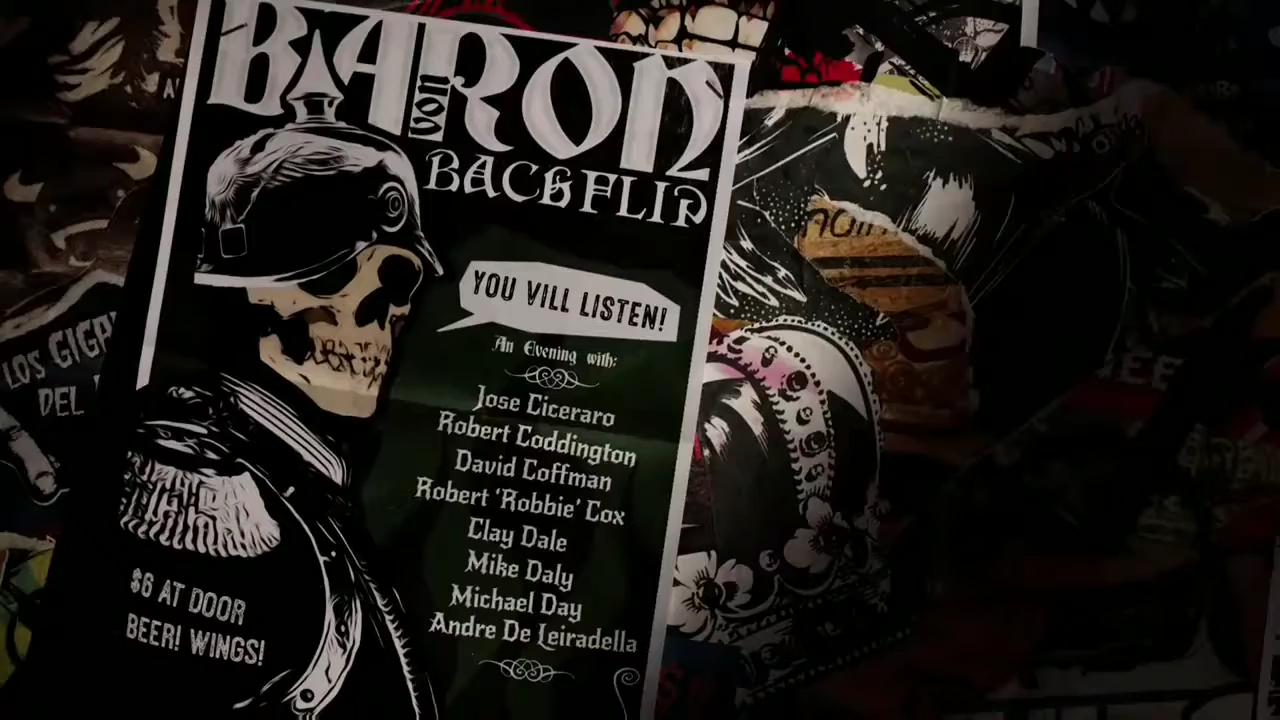 BARON
von
BACKFLIP
YOU VILL LISTEN!
An Evening with:
Jose Ciceraro
Robert Coddington
David Coffman
Robert 'Robbie' Cox
Clay Dale
Mike Daly
Michael Day
Andre De Leiradella
$6 AT DOOR
BEER! WINGS!
LOS GIGA
DEL